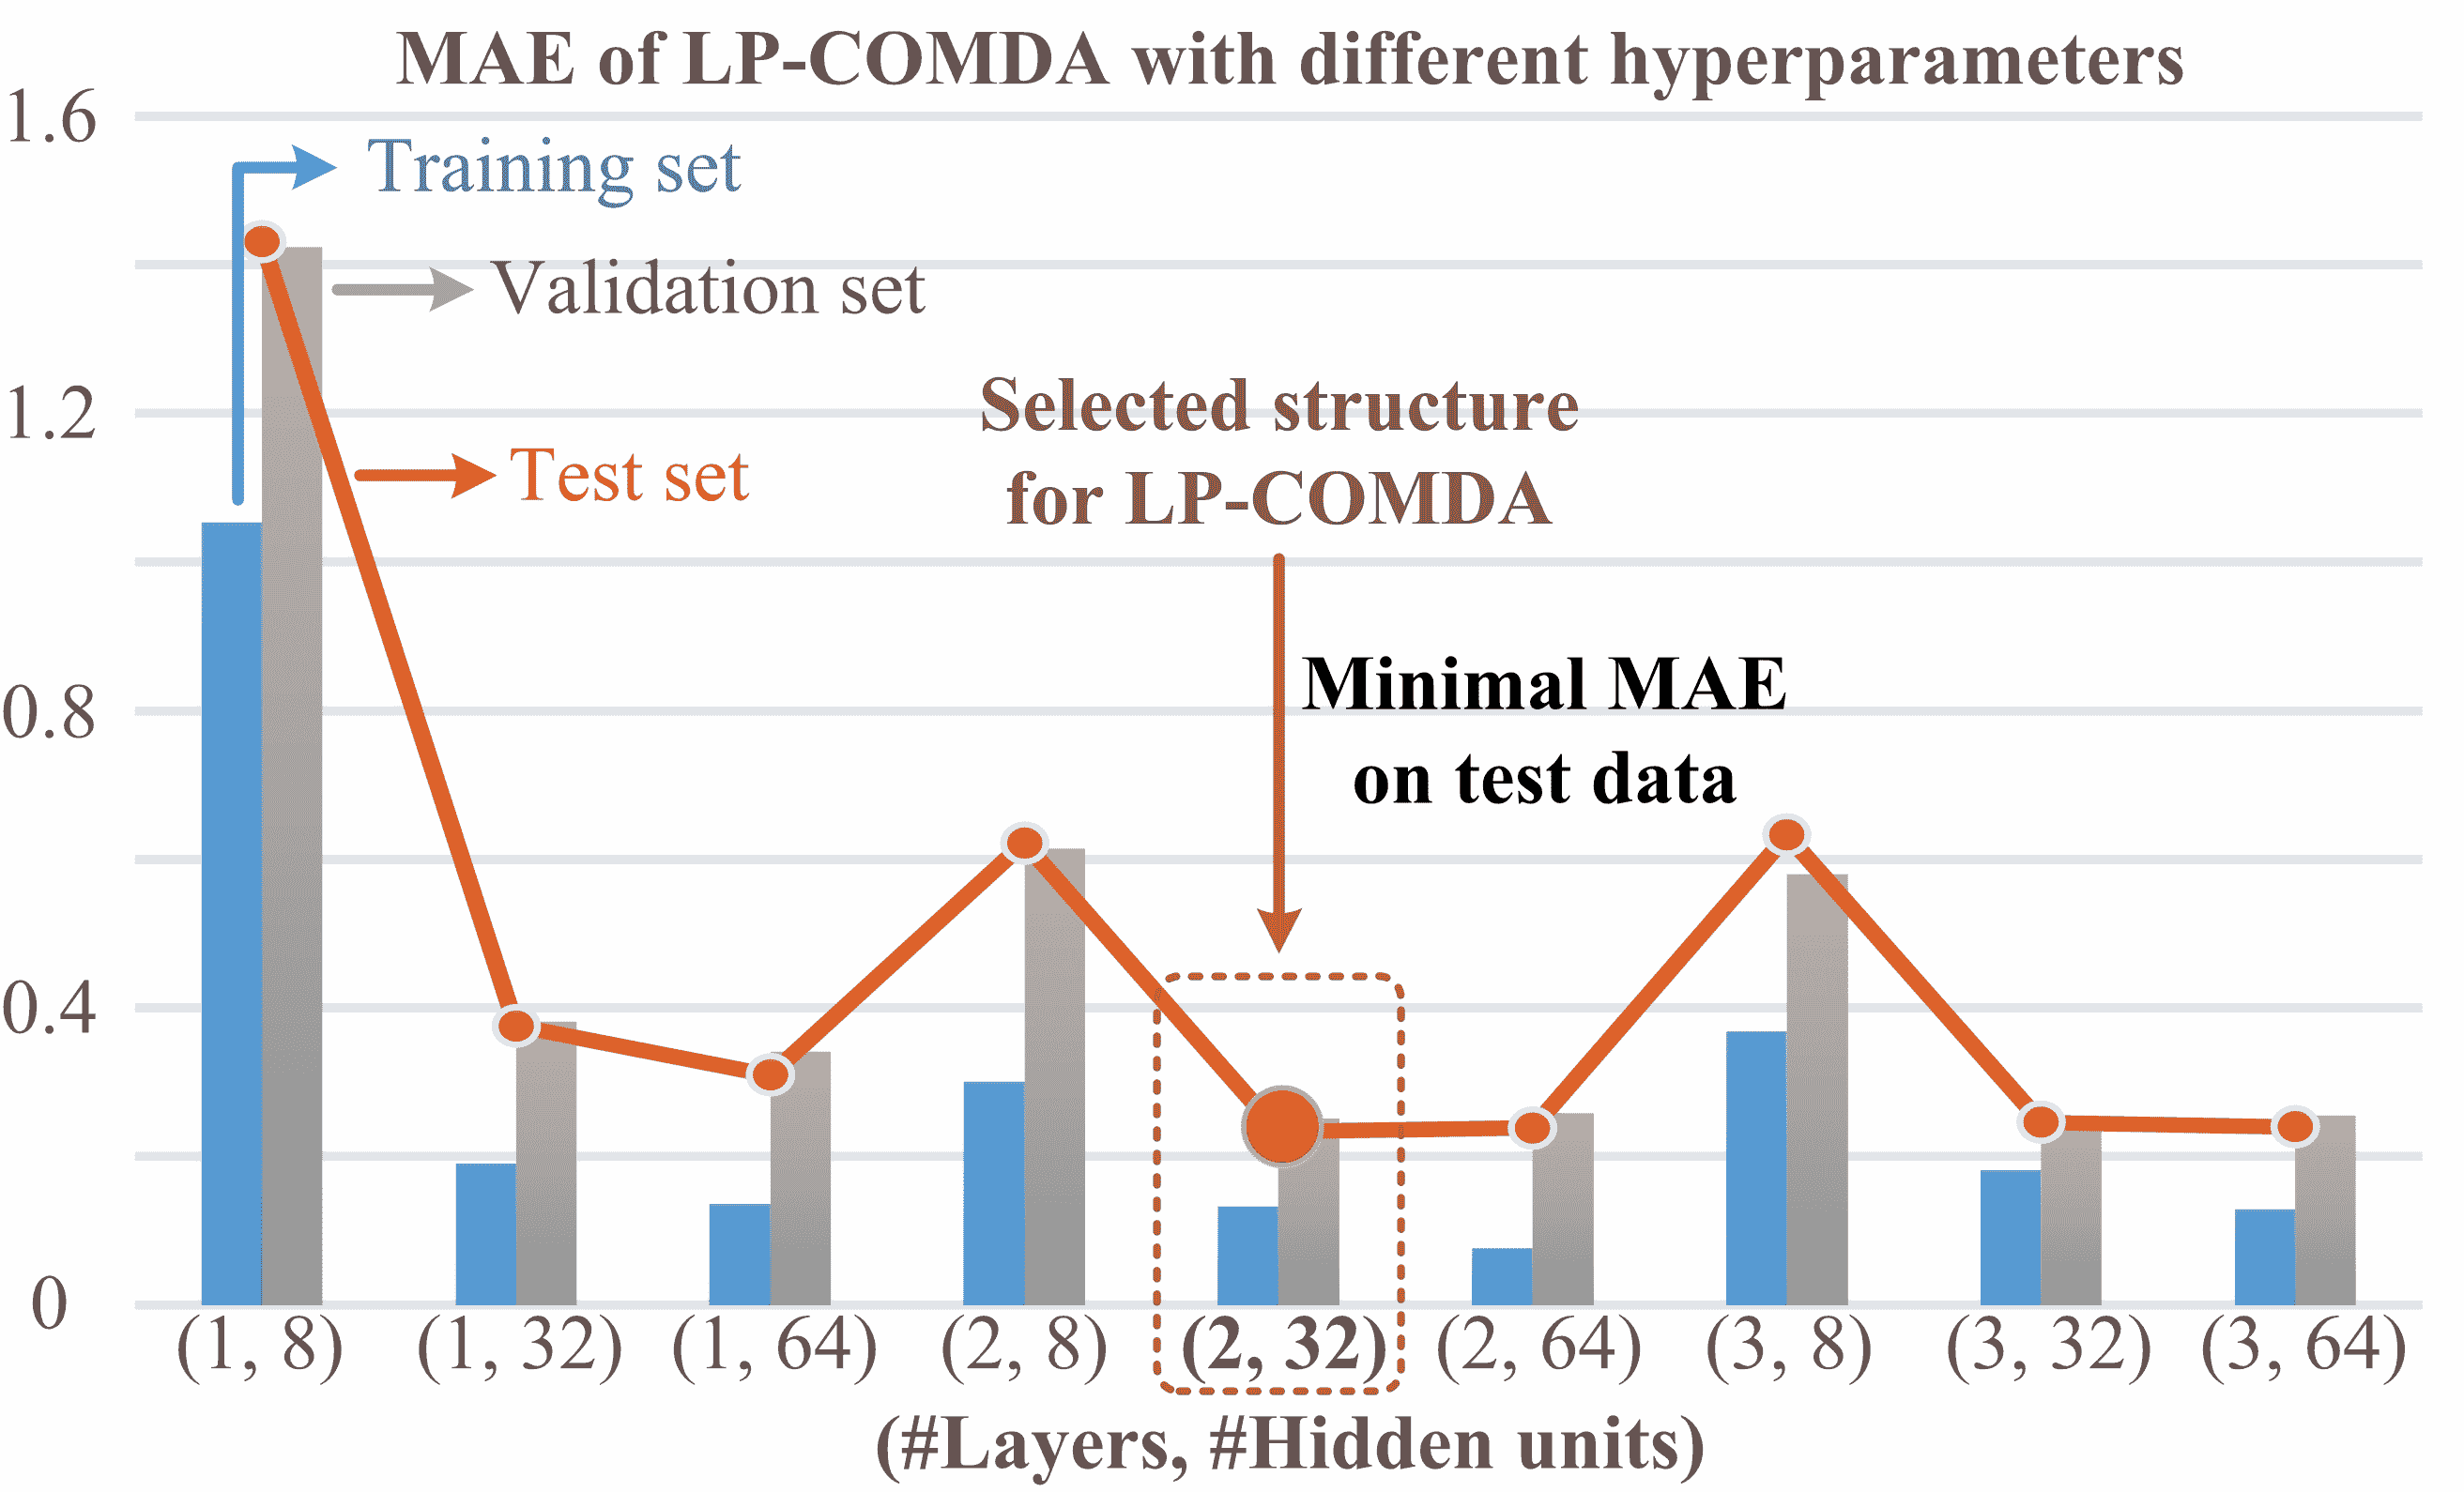 MAE of LP-COMDA with different hyperparameters
1.6
Training set
Validation set
1.2
Selected structure
for LP-COMDA
Test set
0.8
Minimal MAE
on test data
0.4
0
(1, 8) (1, 32) (1, 64) (2, 8) (2, 32) (2, 64) (3, 8) (3, 32) (3, 64)
(#Layers, #Hidden units)